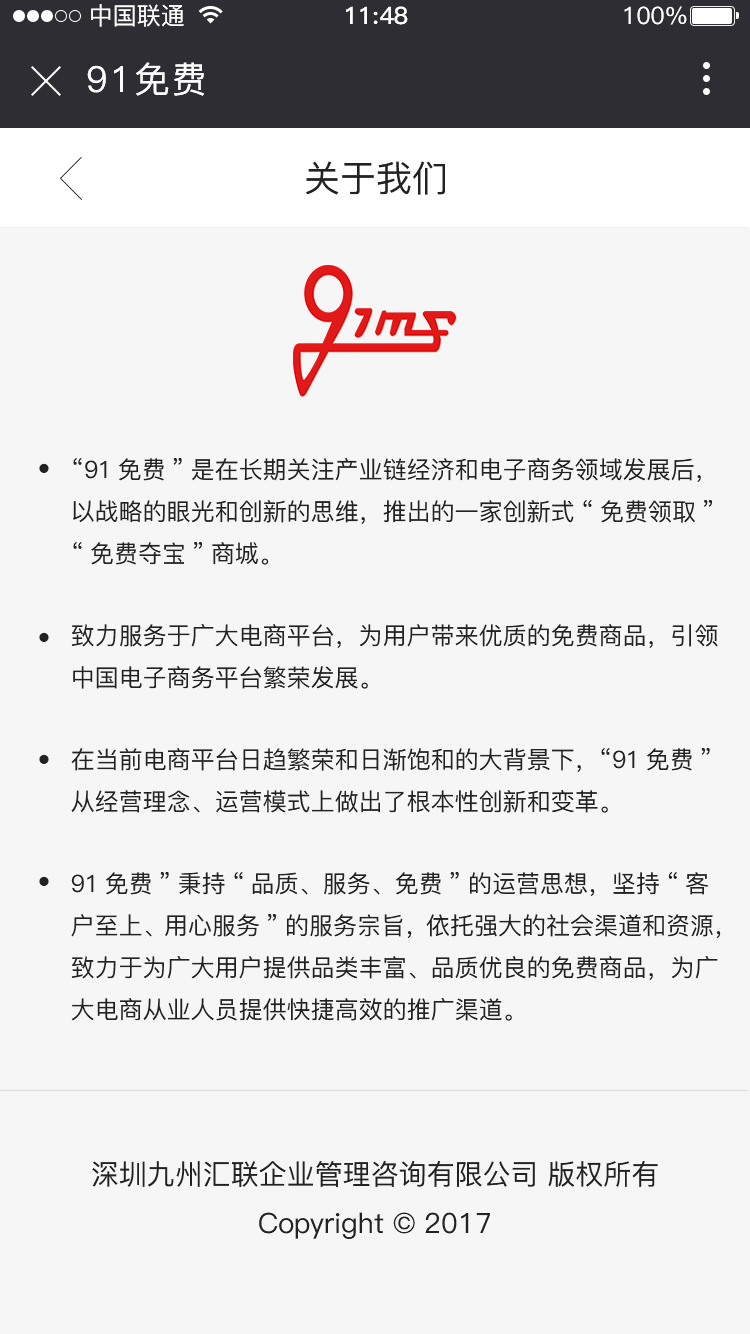 中国联通 11:48 100%
91免费
关于我们
91mf
“91 免费 ” 是在长期关注产业链经济和电子商务领域发展后，
以战略的眼光和创新的思维，推出的一家创新式 “ 免费领取 ”
“ 免费夺宝 ” 商城。
致力服务于广大电商平台，为用户带来优质的免费商品，引领
中国电子商务平台繁荣发展。
在当前电商平台日趋繁荣和日渐饱和的大背景下，“91 免费 ”
从经营理念、运营模式上做出了根本性创新和变革。
91 免费 ” 秉持 “ 品质、服务、免费 ” 的运营思想，坚持 “ 客
户至上、用心服务 ” 的服务宗旨，依托强大的社会渠道和资源，
致力于为广大用户提供品类丰富、品质优良的免费商品，为广
大电商从业人员提供快捷高效的推广渠道。
深圳九州汇联企业管理咨询有限公司 版权所有
Copyright © 2017